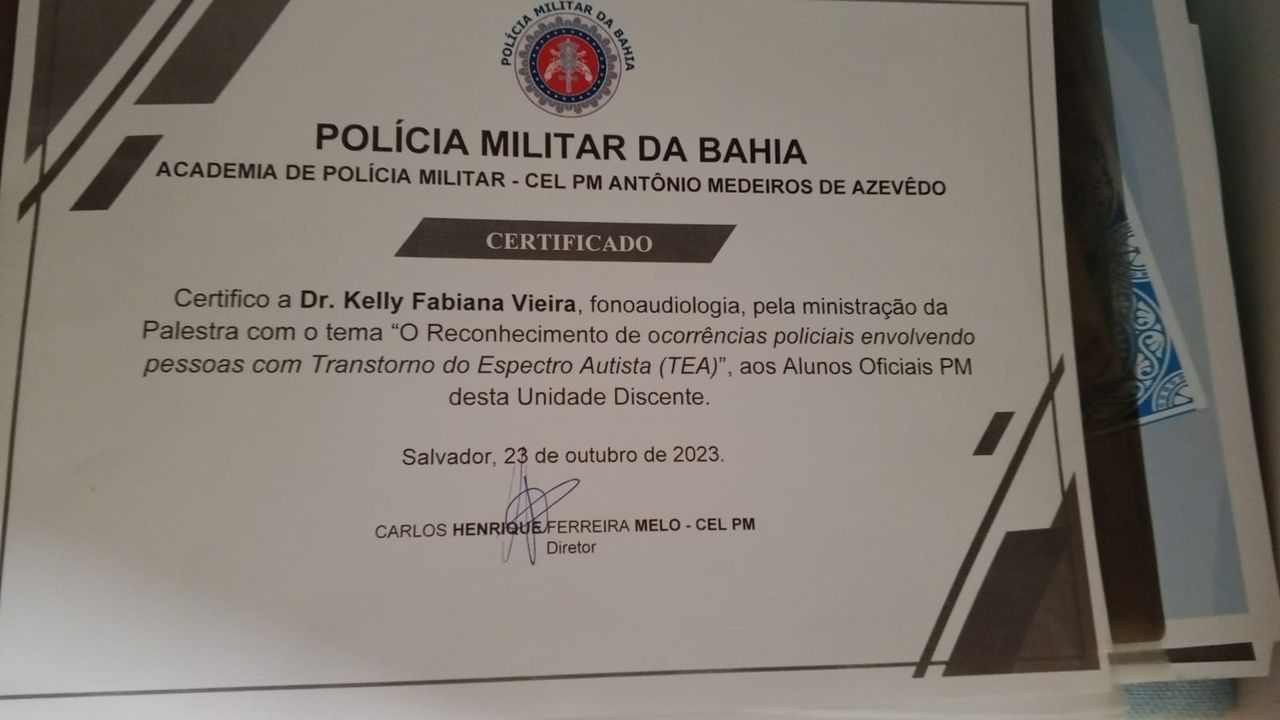 POLÍCIA MILITAR DA BAHIA
POLÍCIA MILITAR DA BAHIA
ACADEMIA DE POLÍCIA MILITAR - CEL PM ANTÔNIO MEDEIROS DE AZEVÊDO
CERTIFICADO
Certifico a Dr. Kelly Fabiana Vieira, fonoaudiologia, pela ministração da
Palestra com o tema “O Reconhecimento de ocorrências policiais envolvendo
pessoas com Transtorno do Espectro Autista (TEA)”, aos Alunos Oficiais PM
desta Unidade Discente.
Salvador, 23 de outubro de 2023.
CARLOS HENRIQUE FERREIRA MELO - CEL PM
Diretor